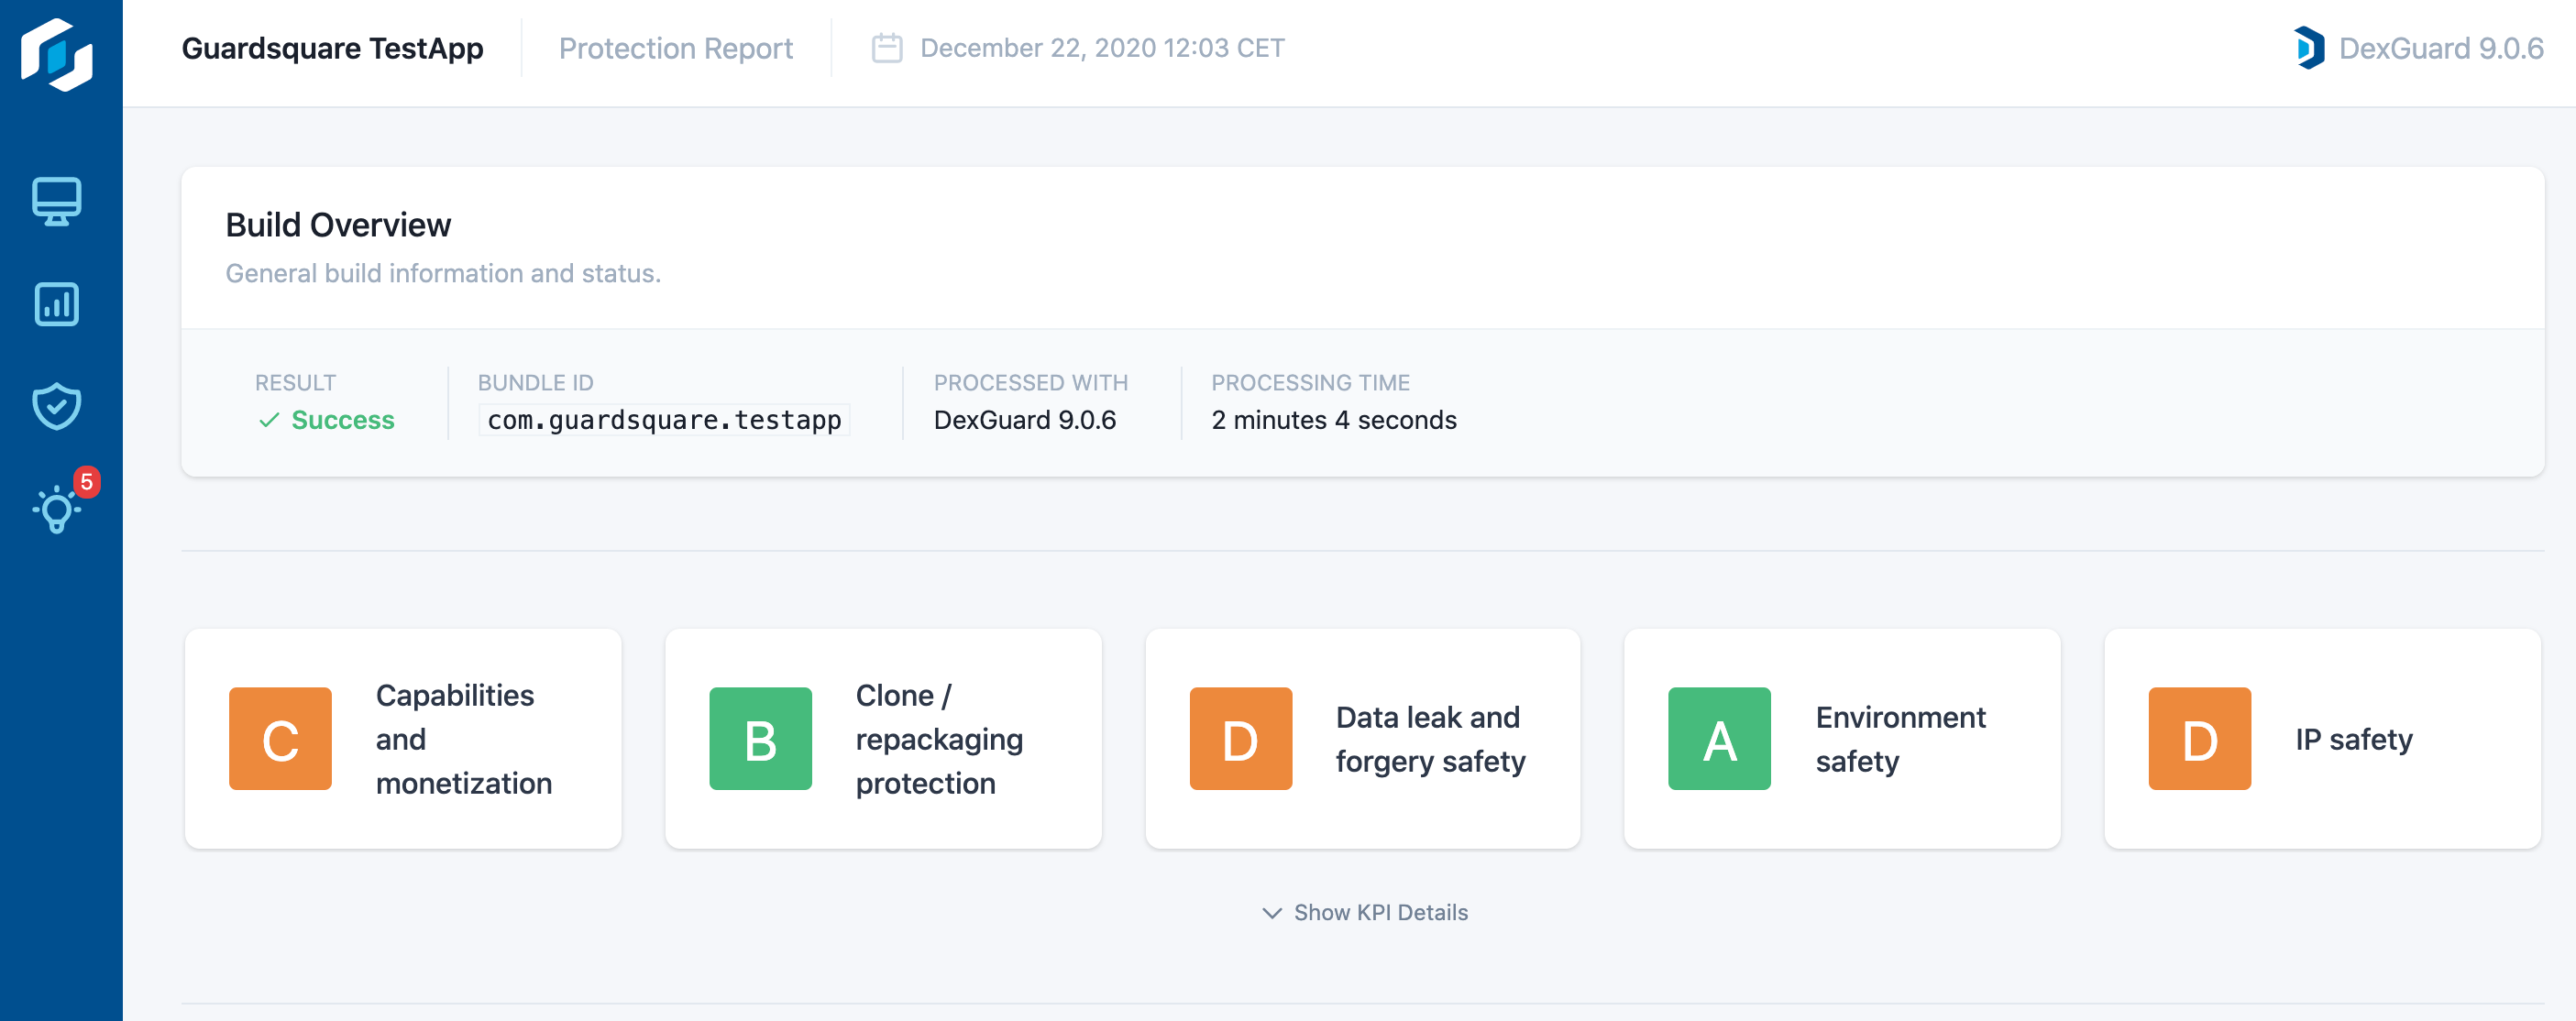 Guardsquare TestApp
Protection Report
December 22, 2020 12:03 CET
DexGuard 9.0.6
5
Build Overview
General build information and status.
RESULT
Success
BUNDLE ID
com.guardsquare.testapp
PROCESSED WITH
DexGuard 9.0.6
PROCESSING TIME
2 minutes 4 seconds
C
Capabilities
and
monetization
B
Clone /
repackaging
protection
D
Data leak and
forgery safety
A
Environment
safety
D
IP safety
Show KPI Details